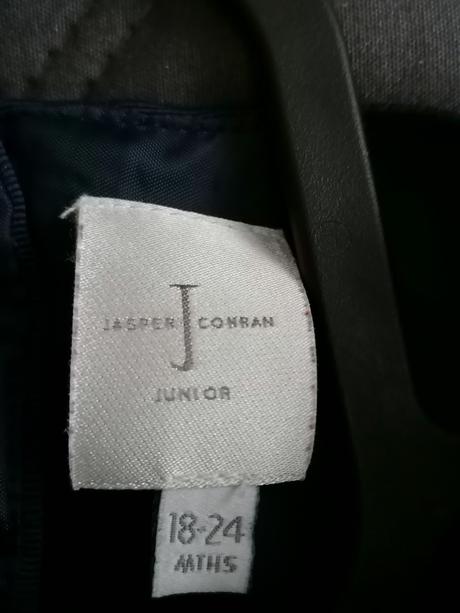 J
JASPER CONRAN
JUNIOR
18-24
MTHS